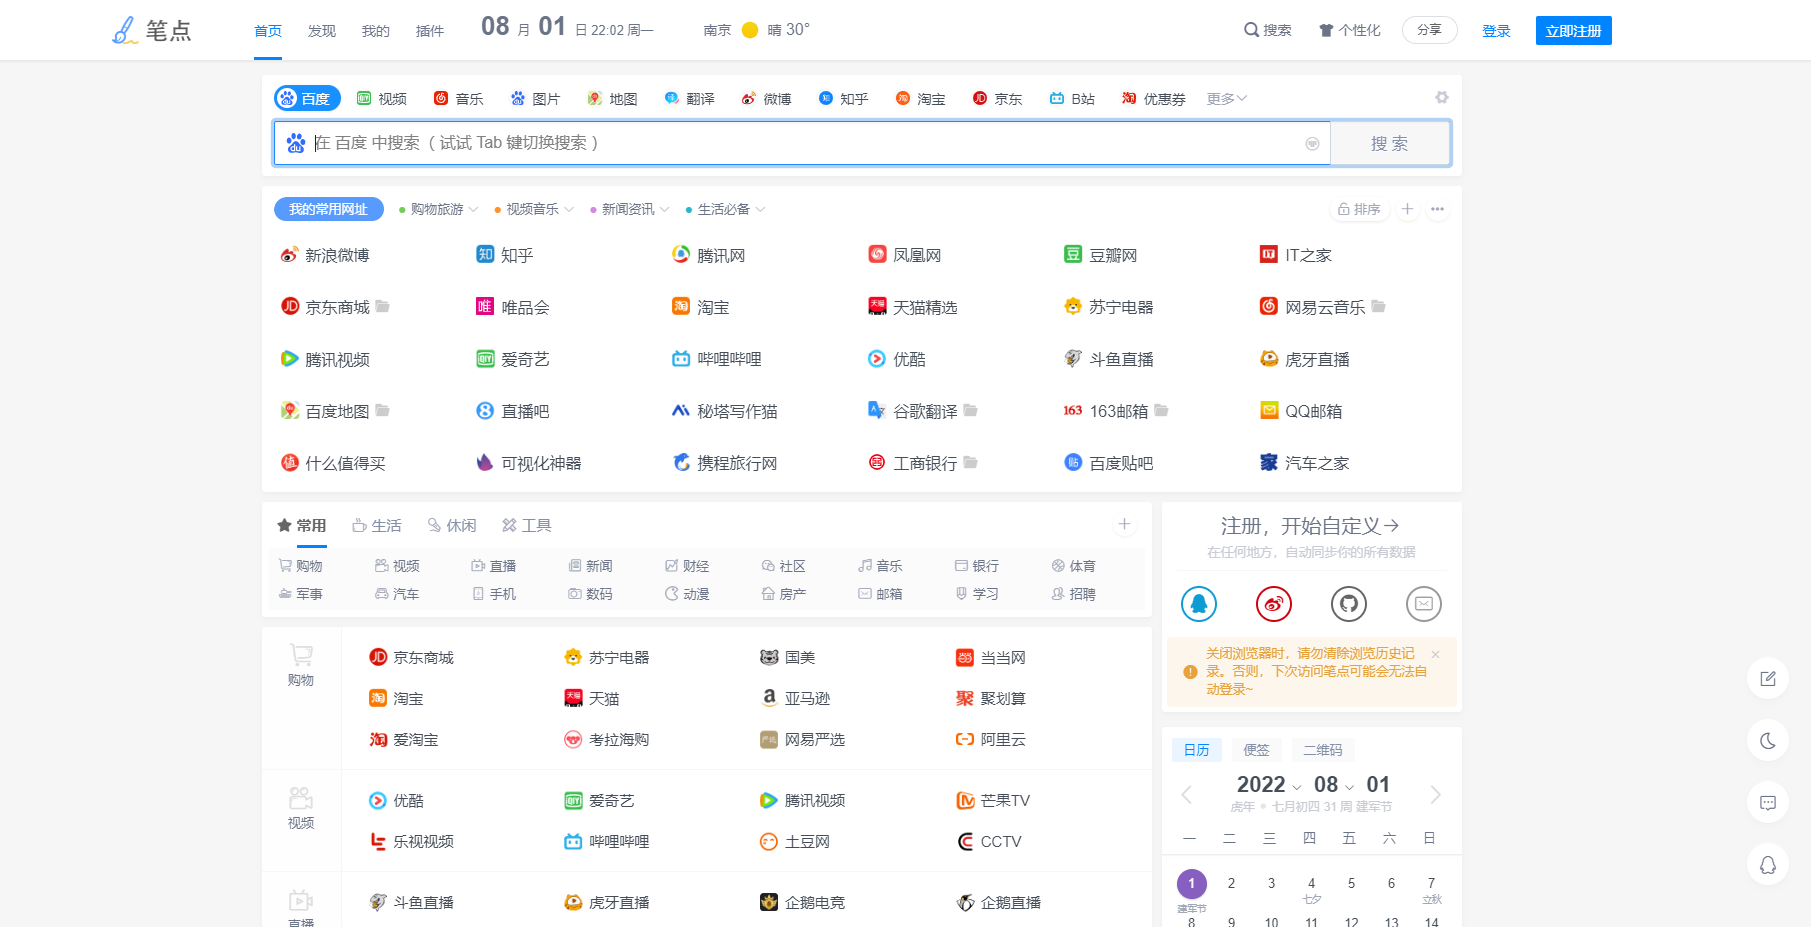 笔点 首页 发现 我的 插件 08 月 01 日 22:02 周一 南京 晴 30° 搜索 个性化 分享 登录 立即注册
百度 视频 音乐 图片 地图 翻译 微博 知乎 淘宝 京东 B站 优惠券 更多
在 百度 中搜索 ( 试试 Tab 键切换搜索 ) 搜 索
我的常用网址 购物旅游 视频音乐 新闻资讯 生活必备 排序
新浪微博 知乎 腾讯网 凤凰网 豆瓣网 IT之家
京东商城 唯品会 淘宝 天猫精选 苏宁电器 网易云音乐
腾讯视频 爱奇艺 哔哩哔哩 优酷 斗鱼直播 虎牙直播
百度地图 直播吧 秘塔写作猫 谷歌翻译 163邮箱 QQ邮箱
什么值得买 可视化神器 携程旅行网 工商银行 百度贴吧 汽车之家
常用 生活 休闲 工具
购物 视频 直播 新闻 财经 社区 音乐 银行 体育
军事 汽车 手机 数码 动漫 房产 邮箱 学习 招聘
购物
京东商城 苏宁电器 国美 当当网
淘宝 天猫 亚马逊 聚划算
爱淘宝 考拉海购 网易严选 阿里云
视频
优酷 爱奇艺 腾讯视频 芒果TV
乐视视频 哔哩哔哩 土豆网 CCTV
直播
斗鱼直播 虎牙直播 企鹅电竞 企鹅直播
注册，开始自定义
在任何地方，自动同步你的所有数据
关闭浏览器时，请勿清除浏览历史记
录。否则，下次访问笔点可能会无法自
动登录~
日历 便签 二维码
2022 08 01
虎年 七月初四 31 周 建军节
一 二 三 四 五 六 日
1 2 3 4 5 6 7
建军节 七夕 立秋
8 9 10 11 12 13 14